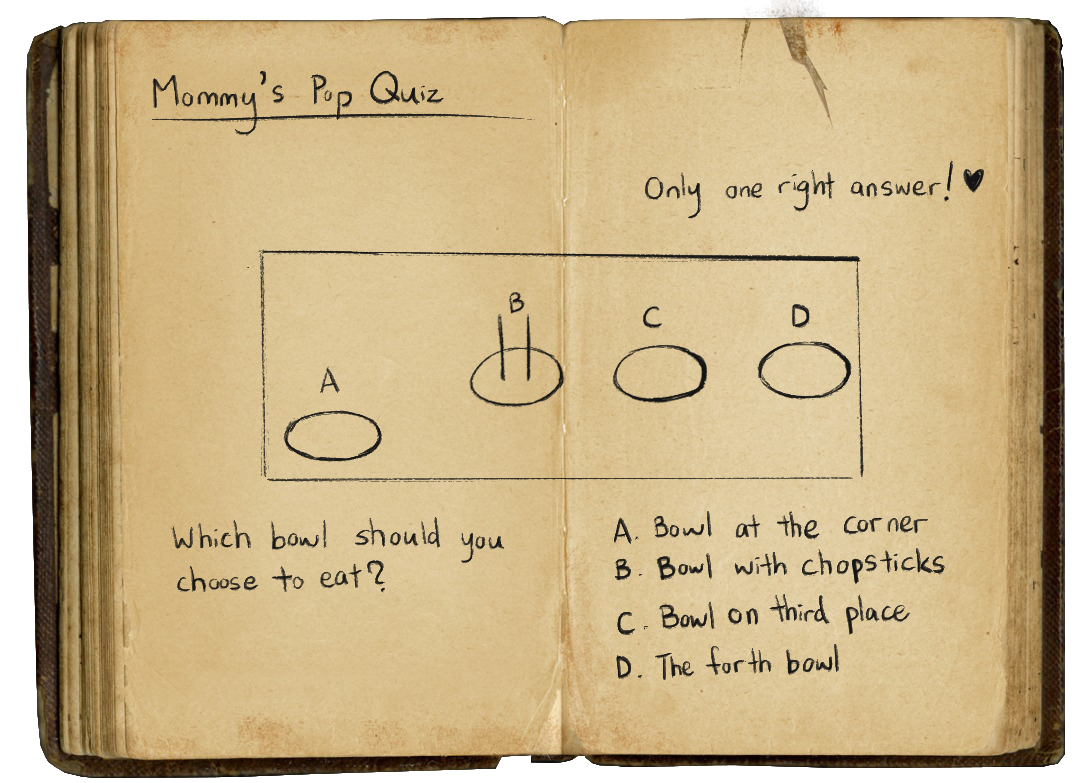 Mommy's Pop Quiz
Only one right answer! ♥
A
B
C
D
Which bowl should you
choose to eat?
A. Bowl at the corner
B. Bowl with chopsticks
C. Bowl on third place
D. The forth bowl